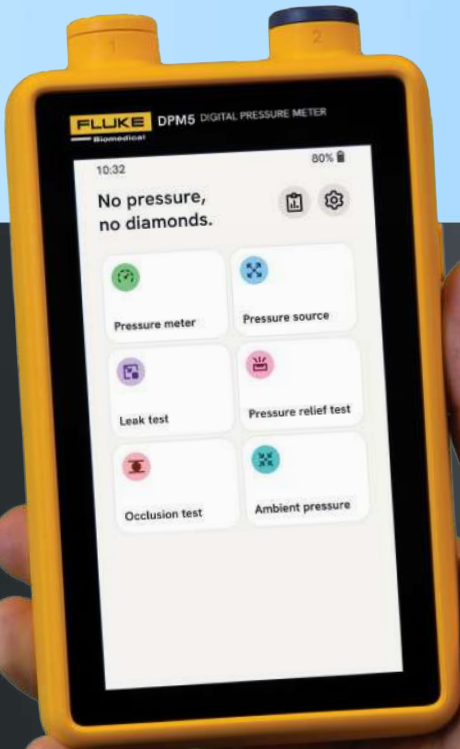 1
2
FLUKE
Biomedical
DPM5 DIGITAL PRESSURE METER
10:32
80%
No pressure,
no diamonds.
Pressure meter
Pressure source
Leak test
Pressure relief test
Occlusion test
Ambient pressure